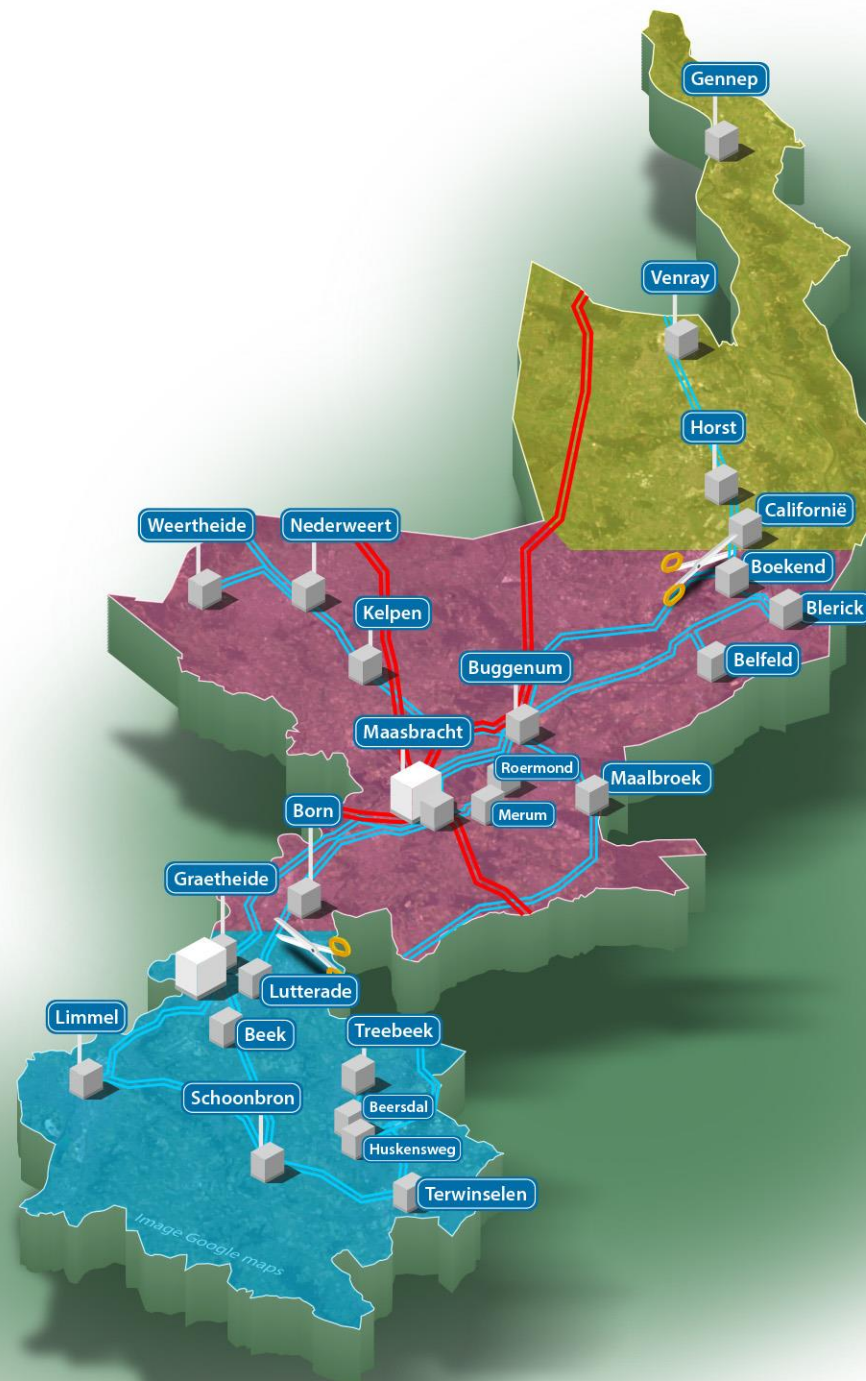 Gennep
Venray
Horst
Californië
Weertheide
Nederweert
Boekend
Blerick
Kelpen
Buggenum
Belfeld
Maasbracht
Roermond
Maalbroek
Born
Merum
Graetheide
Lutterade
Limmel
Beek
Treebeek
Schoonbron
Beersdal
Huskensweg
Terwinselen
Image Google maps